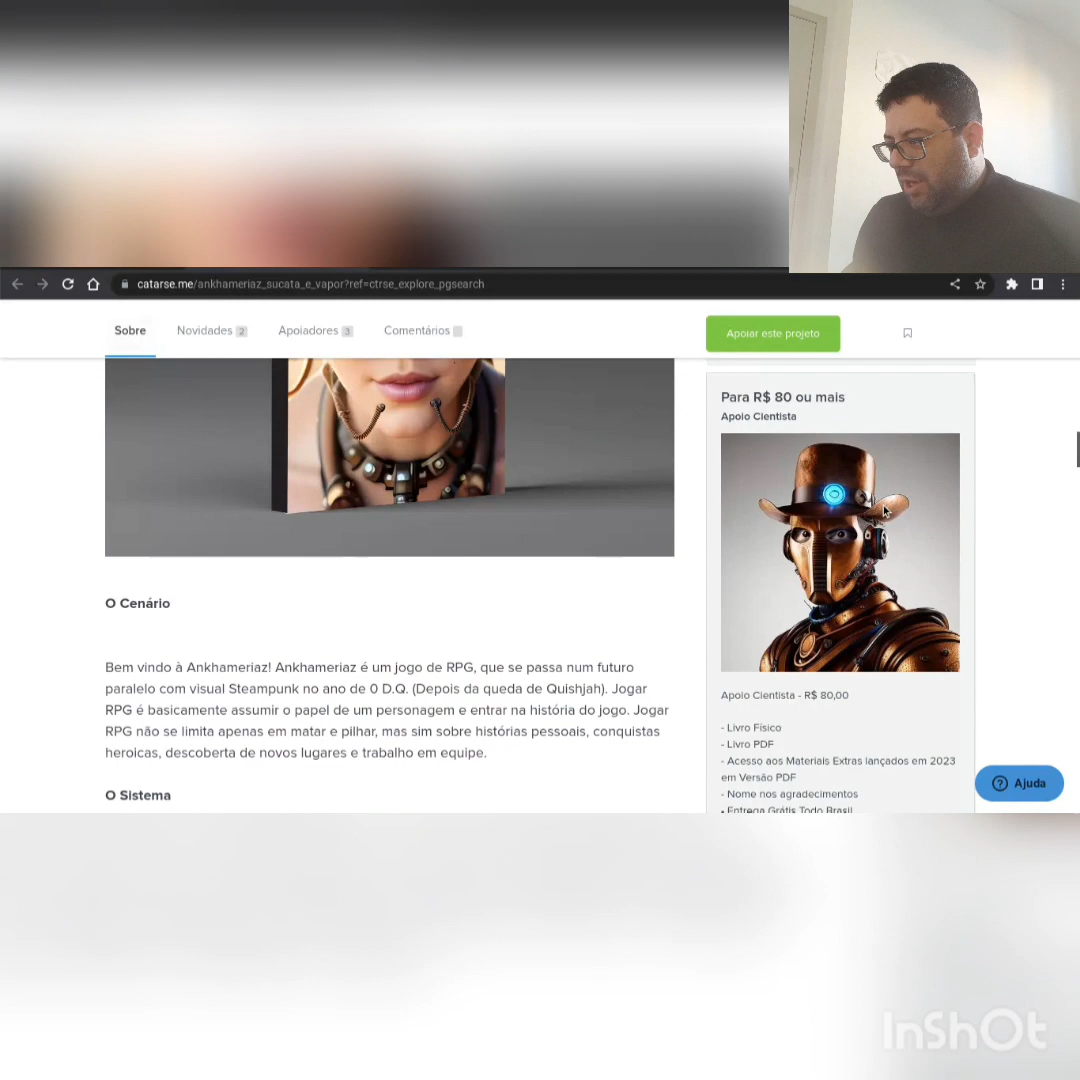 catarse.me/ankhameriaz_sucata_e_vapor?ref=ctrse_explore_pgsearch
Sobre
Novidades 2
Apoiadores 3
Comentários
Apoiar este projeto
Para R$ 80 ou mais
Apoio Cientista
O Cenário
Bem vindo à Ankhameriaz! Ankhameriaz é um jogo de RPG, que se passa num futuro
paralelo com visual Steampunk no ano de 0 D.Q. (Depois da queda de Quishjah). Jogar
RPG é basicamente assumir o papel de um personagem e entrar na história do jogo. Jogar
RPG não se limita apenas em matar e pilhar, mas sim sobre histórias pessoais, conquistas
heroicas, descoberta de novos lugares e trabalho em equipe.
O Sistema
Apoio Cientista - R$ 80,00
- Livro Físico
- Livro PDF
- Acesso aos Materiais Extras lançados em 2023
em Versão PDF
- Nome nos agradecimentos
- Entrega Grátis Todo Brasil
? Ajuda
InShOt